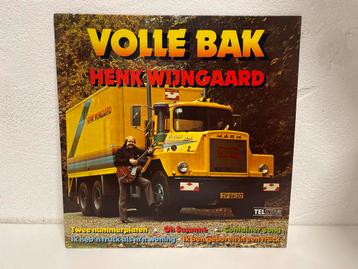 VOLLE BAK
HENK WIJNGAARD
HENK WIJNGAARD
MACK
Twee nummerplaten • Oh Suzanne • Container song
Ik heb 'n truck als m'n woning • Ik ben geboren in een truck